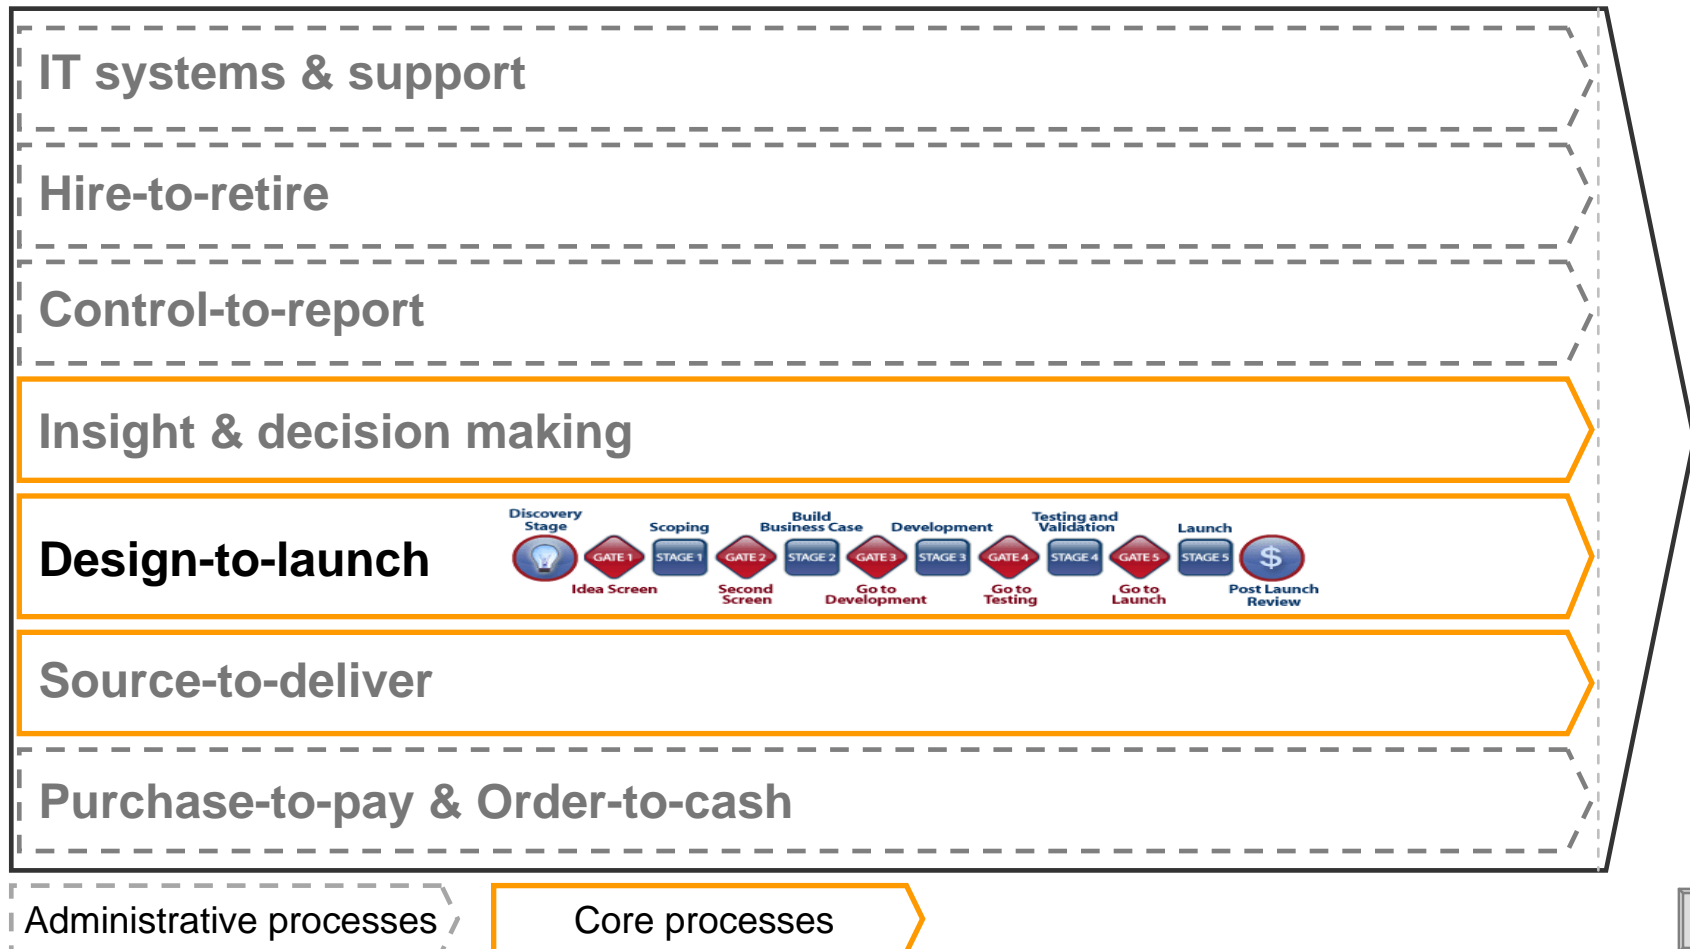 IT systems & support
Hire-to-retire
Control-to-report
Insight & decision making
Design-to-launch
Discovery
Stage
Scoping
Build
Business Case
Development
Testing and
Validation
Launch
GATE 1
STAGE 1
GATE 2
STAGE 2
GATE 3
STAGE 3
GATE 4
STAGE 4
GATE 5
STAGE 5
$
Idea Screen
Second
Screen
Go to
Development
Go to
Testing
Go to
Launch
Post Launch
Review
Source-to-deliver
Purchase-to-pay & Order-to-cash
Administrative processes
Core processes